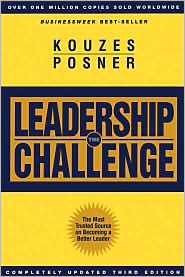 OVER ONE MILLION COPIES SOLD WORLDWIDE
BUSINESSWEEK BEST-SELLER
KOUZES
POSNER
THE
LEADERSHIP
CHALLENGE
The Most
Trusted Source
on Becoming a
Better Leader
COMPLETELY UPDATED THIRD EDITION